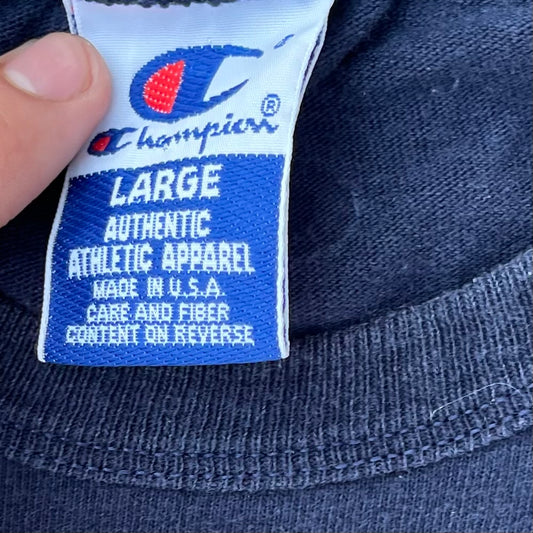 Champion®
LARGE
AUTHENTIC
ATHLETIC APPAREL
MADE IN U.S.A.
CARE AND FIBER
CONTENT ON REVERSE